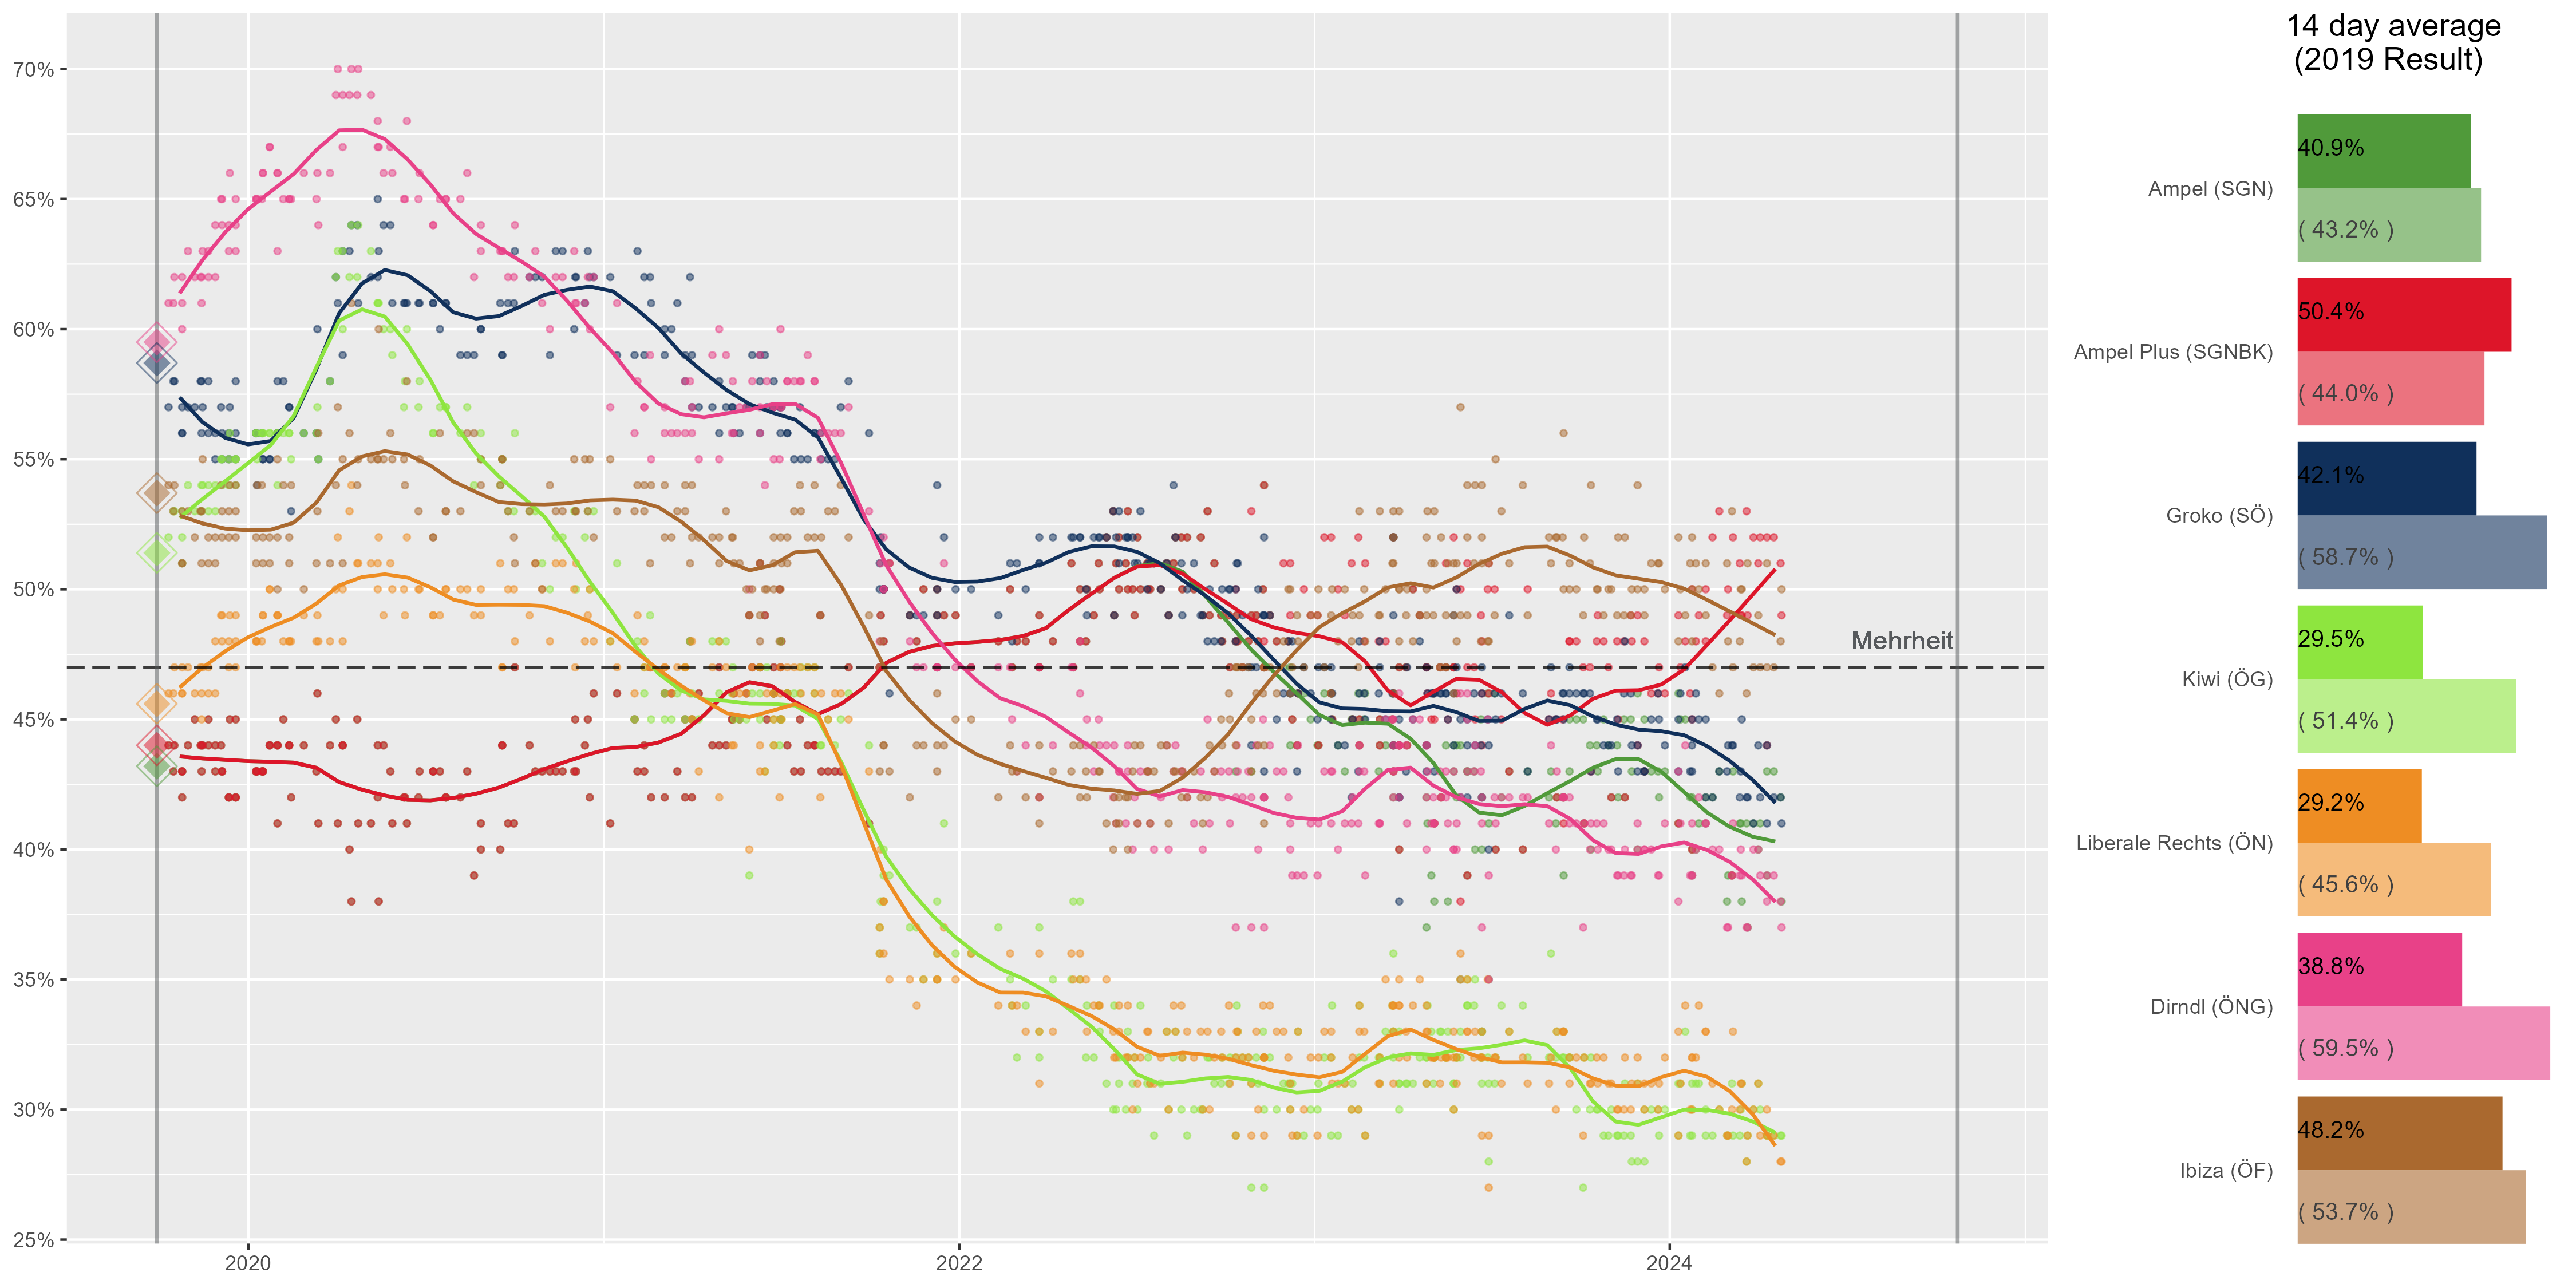 70%
65%
60%
55%
50%
45%
40%
35%
30%
25%
2020
2022
2024
Mehrheit
14 day average
(2019 Result)
Ampel (SGN)
40.9%
( 43.2% )
Ampel Plus (SGNBK)
50.4%
( 44.0% )
Groko (SÖ)
42.1%
( 58.7% )
Kiwi (ÖG)
29.5%
( 51.4% )
Liberale Rechts (ÖN)
29.2%
( 45.6% )
Dirndl (ÖNG)
38.8%
( 59.5% )
Ibiza (ÖF)
48.2%
( 53.7% )